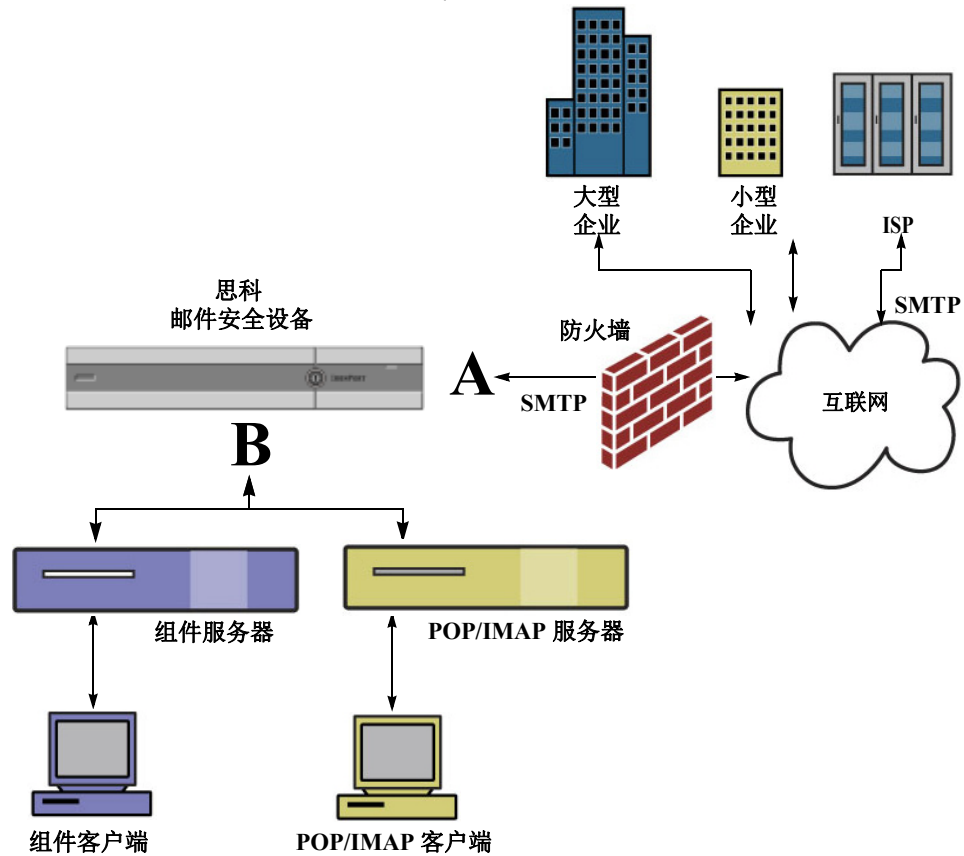 大型
企业
小型
企业
ISP
SMTP
思科
邮件安全设备
防火墙
A
SMTP
互联网
IRONPORT
B
组件服务器
POP/IMAP 服务器
组件客户端
POP/IMAP 客户端